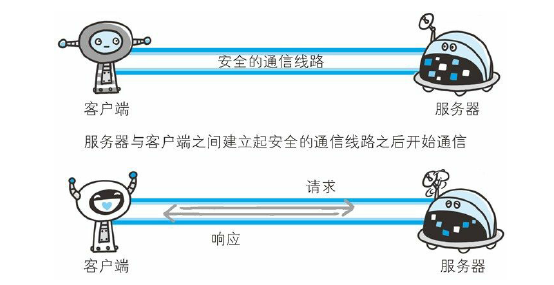 安全的通信线路
客户端
服务器
服务器与客户端之间建立起安全的通信线路之后开始通信
请求
响应
客户端
服务器